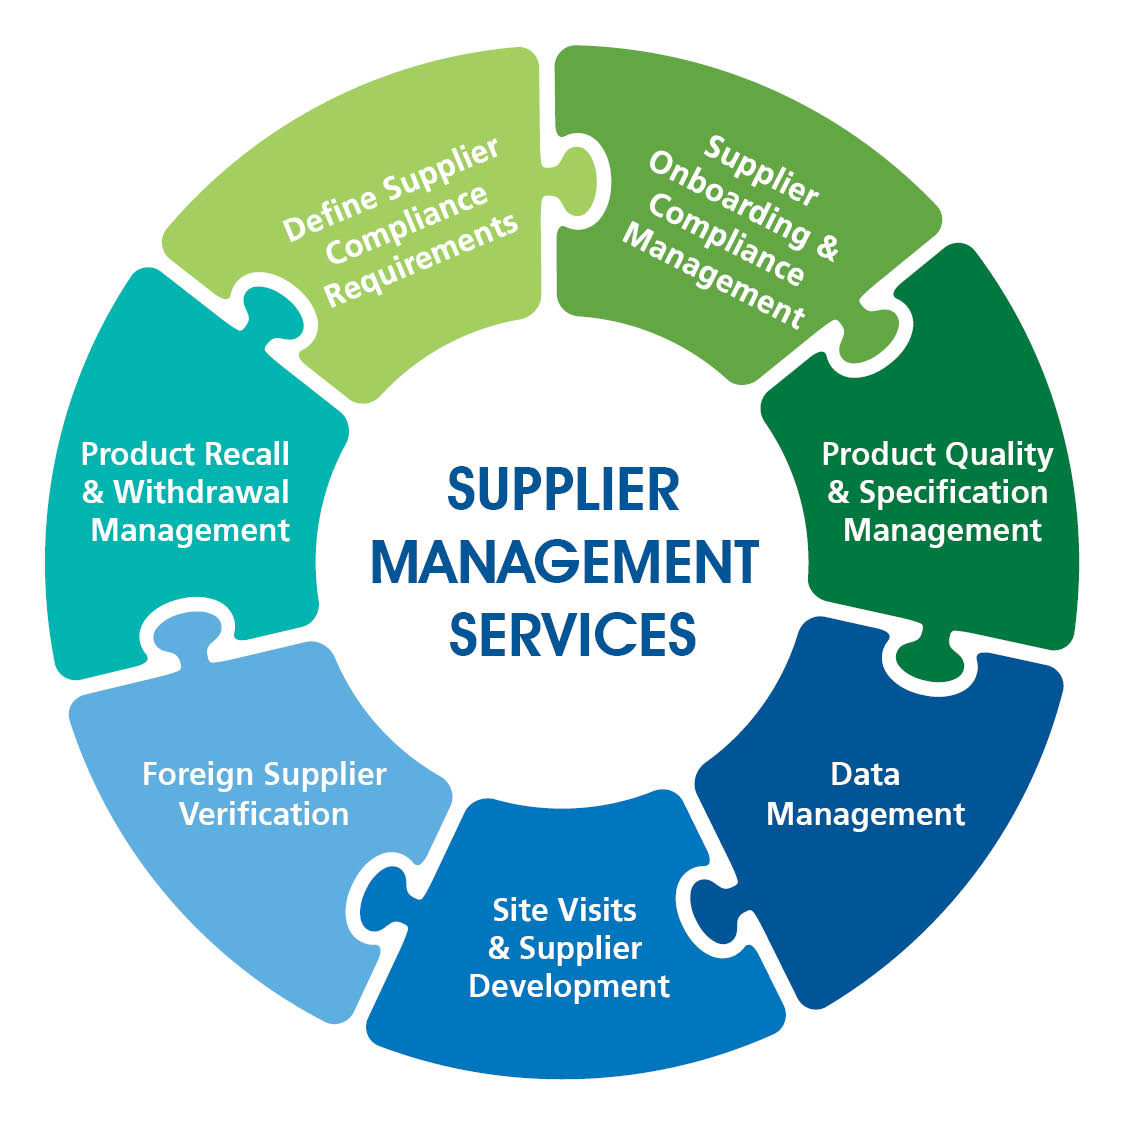 Define Supplier
Compliance
Requirements
Supplier
Onboarding &
Compliance
Management
Product Quality
& Specification
Management
Data
Management
Site Visits
& Supplier
Development
Foreign Supplier
Verification
Product Recall
& Withdrawal
Management
SUPPLIER
MANAGEMENT
SERVICES